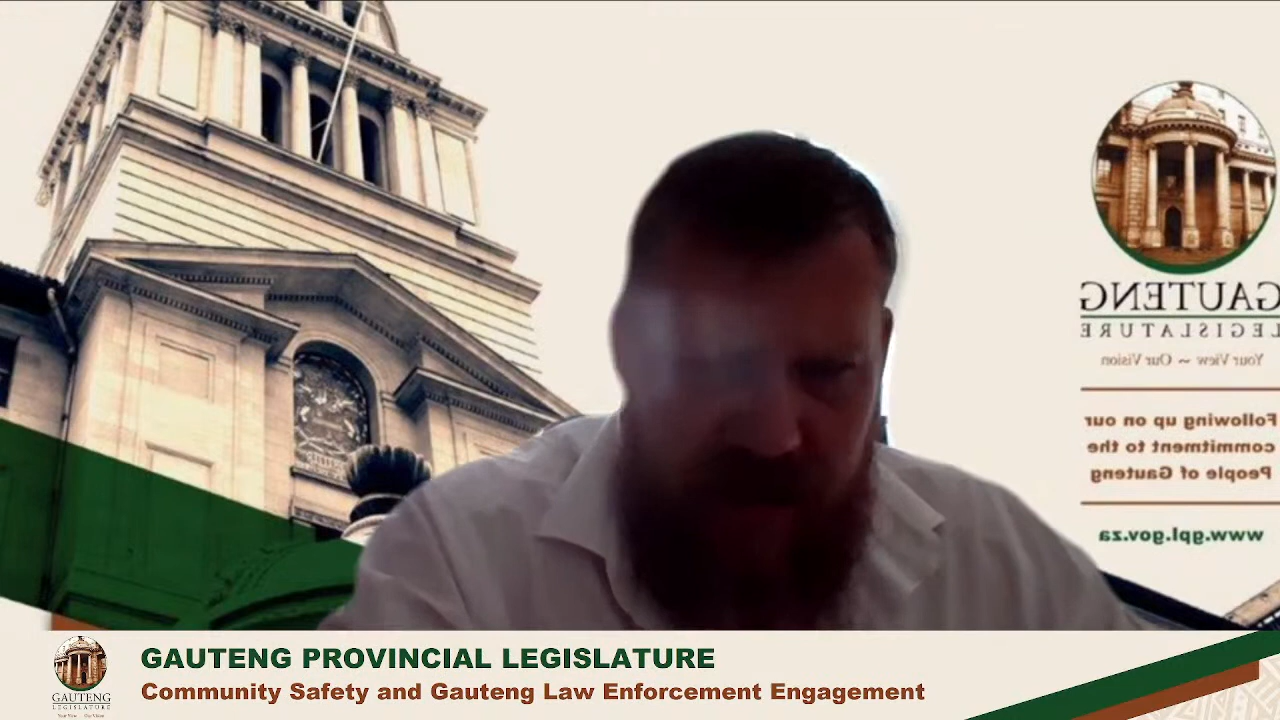 GAUTENG
LEGISLATURE
Your View ~ Our Vision
Following up on our
commitment to the
People of Gauteng
www.gpl.gov.za
GAUTENG PROVINCIAL LEGISLATURE
Community Safety and Gauteng Law Enforcement Engagement
GAUTENG
LEGISLATURE